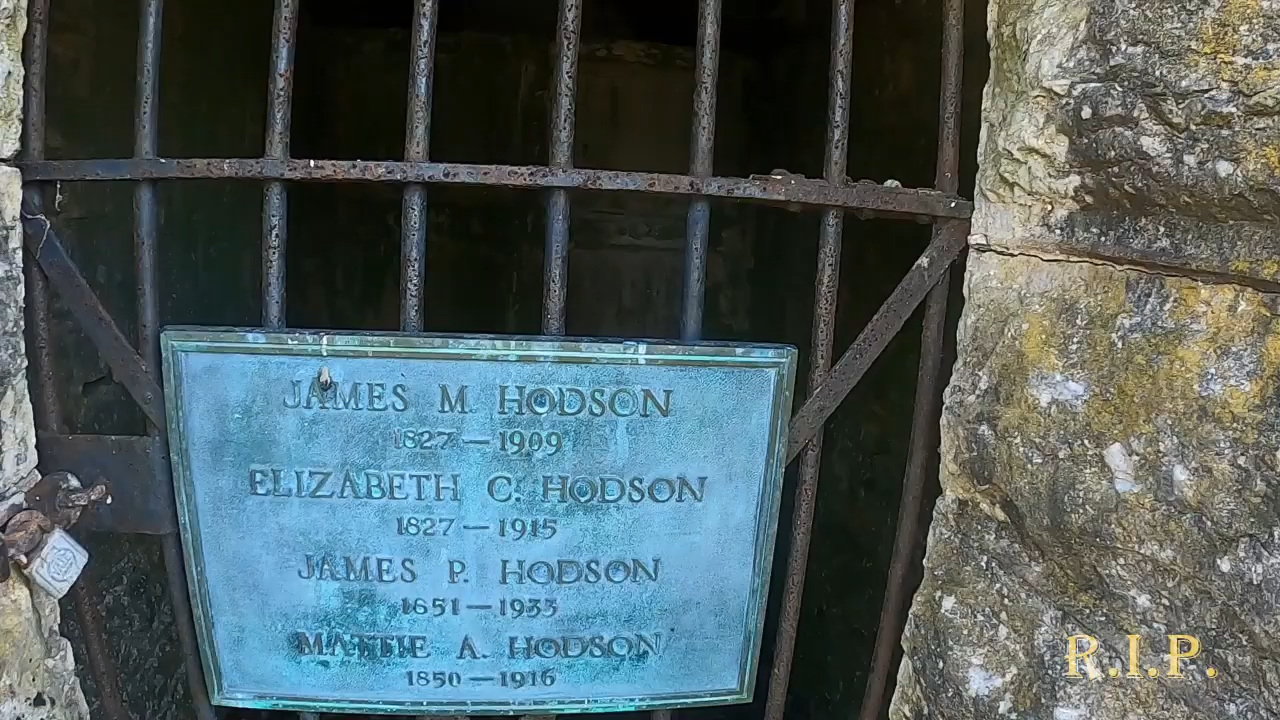 JAMES M. HODSON
1827 — 1909
ELIZABETH C. HODSON
1827 — 1915
JAMES P. HODSON
1851 — 1933
MATTIE A. HODSON
1850 — 1916
R.I.P.